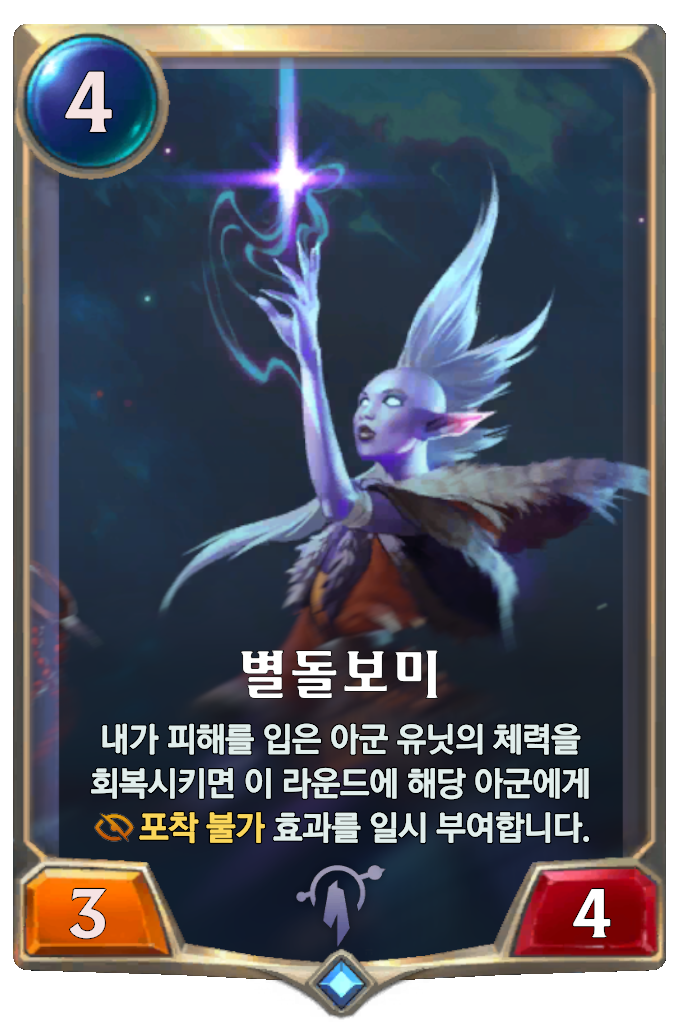 4
별돌보미
내가 피해를 입은 아군 유닛의 체력을
회복시키면 이 라운드에 해당 아군에게
포착 불가 효과를 일시 부여합니다.
3
4